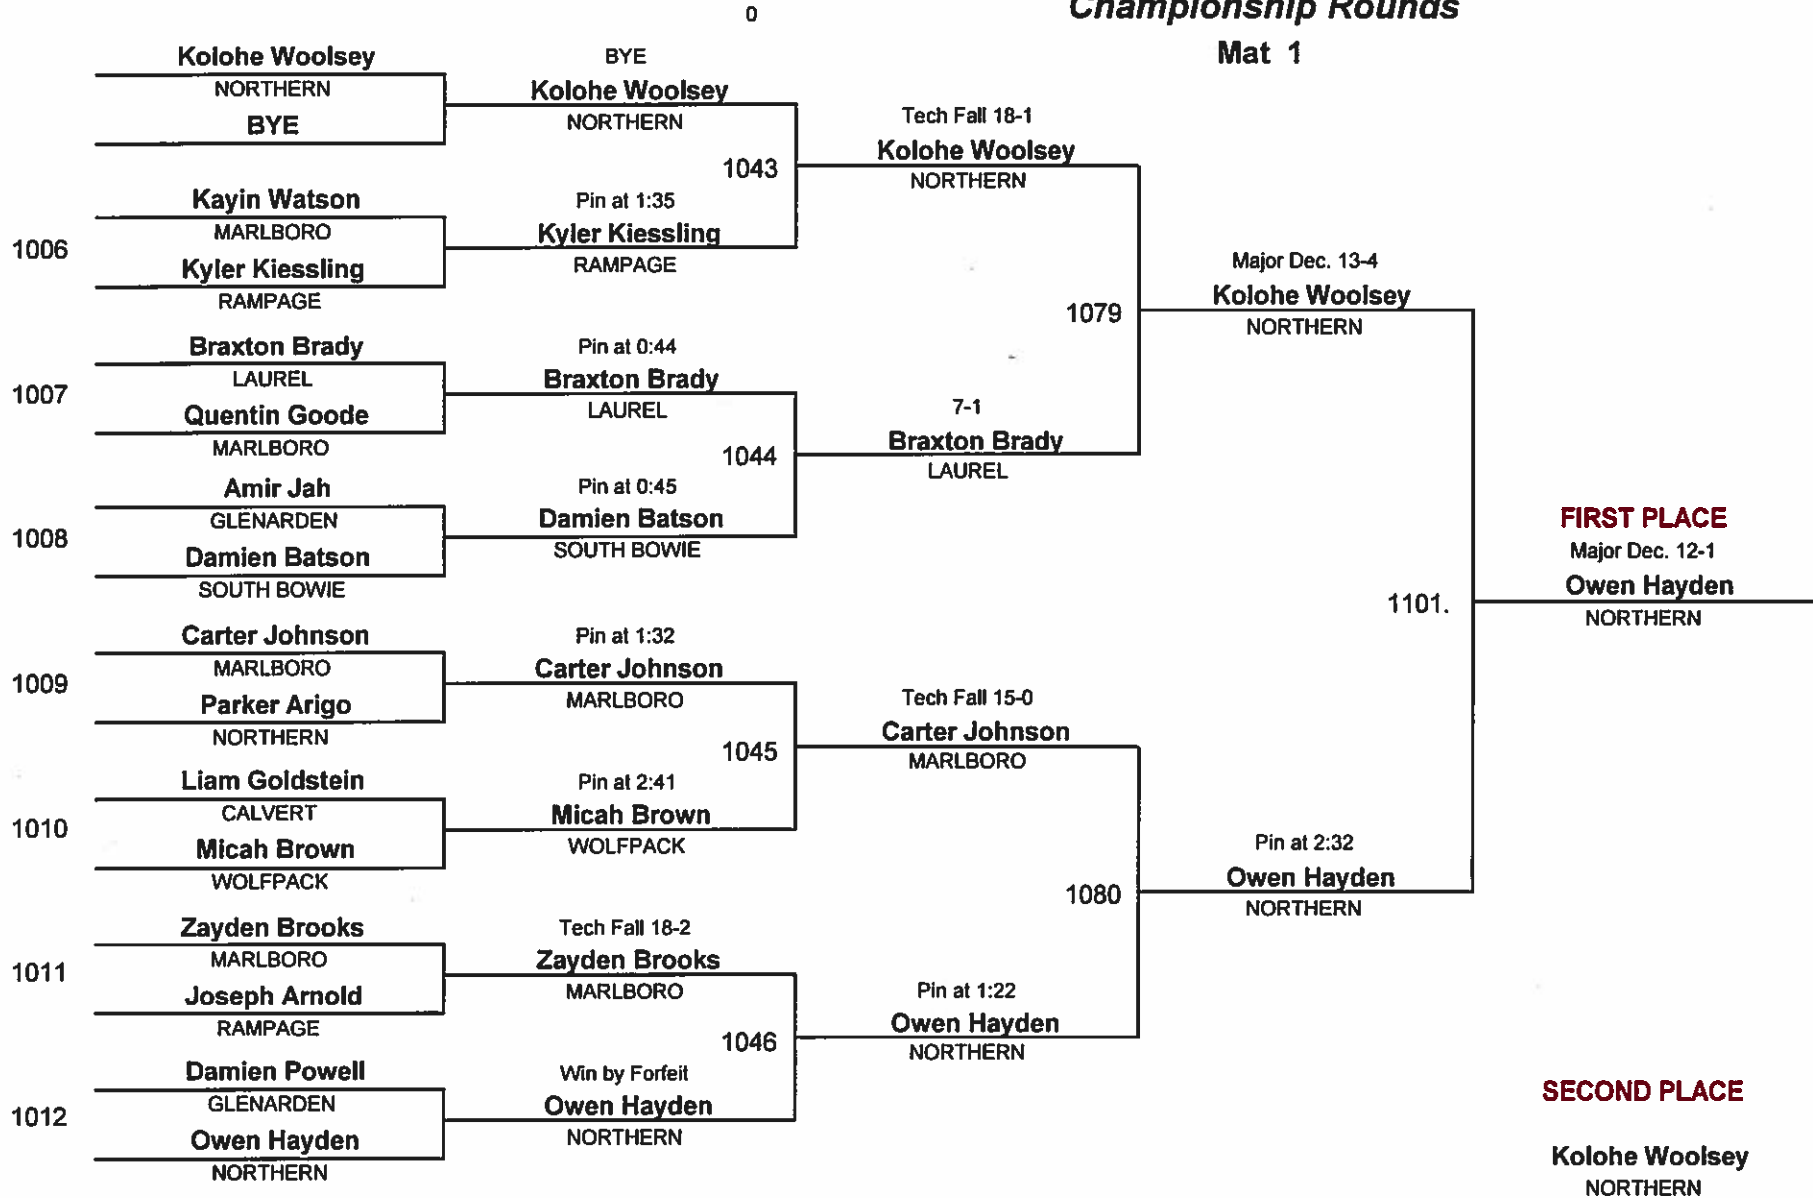 0
Championship Rounds
Mat 1
Kolohe Woolsey
NORTHERN
BYE
1006
Kayin Watson
MARLBORO
Kyler Kiessling
RAMPAGE
1007
Braxton Brady
LAUREL
Quentin Goode
MARLBORO
1008
Amir Jah
GLENARDEN
Damien Batson
SOUTH BOWIE
1009
Carter Johnson
MARLBORO
Parker Arigo
NORTHERN
1010
Liam Goldstein
CALVERT
Micah Brown
WOLFPACK
1011
Zayden Brooks
MARLBORO
Joseph Arnold
RAMPAGE
1012
Damien Powell
GLENARDEN
Owen Hayden
NORTHERN
BYE
Kolohe Woolsey
NORTHERN
1043
Pin at 1:35
Kyler Kiessling
RAMPAGE
Pin at 0:44
Braxton Brady
LAUREL
1044
Pin at 0:45
Damien Batson
SOUTH BOWIE
Pin at 1:32
Carter Johnson
MARLBORO
1045
Pin at 2:41
Micah Brown
WOLFPACK
Tech Fall 18-2
Zayden Brooks
MARLBORO
1046
Win by Forfeit
Owen Hayden
NORTHERN
Tech Fall 18-1
Kolohe Woolsey
NORTHERN
1079
7-1
Braxton Brady
LAUREL
Tech Fall 15-0
Carter Johnson
MARLBORO
1080
Pin at 1:22
Owen Hayden
NORTHERN
Major Dec. 13-4
Kolohe Woolsey
NORTHERN
1101.
Pin at 2:32
Owen Hayden
NORTHERN
FIRST PLACE
Major Dec. 12-1
Owen Hayden
NORTHERN
SECOND PLACE
Kolohe Woolsey
NORTHERN